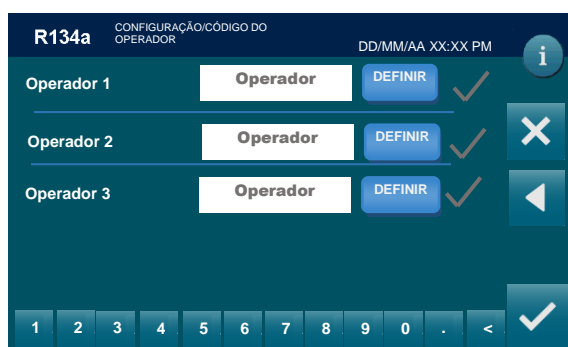 R134a
CONFIGURAÇÃO/CÓDIGO DO
OPERADOR
DD/MM/AA XX:XX PM
i
Operador 1
Operador
DEFINIR
Operador 2
Operador
DEFINIR
Operador 3
Operador
DEFINIR
1 2 3 4 5 6 7 8 9 0 . <